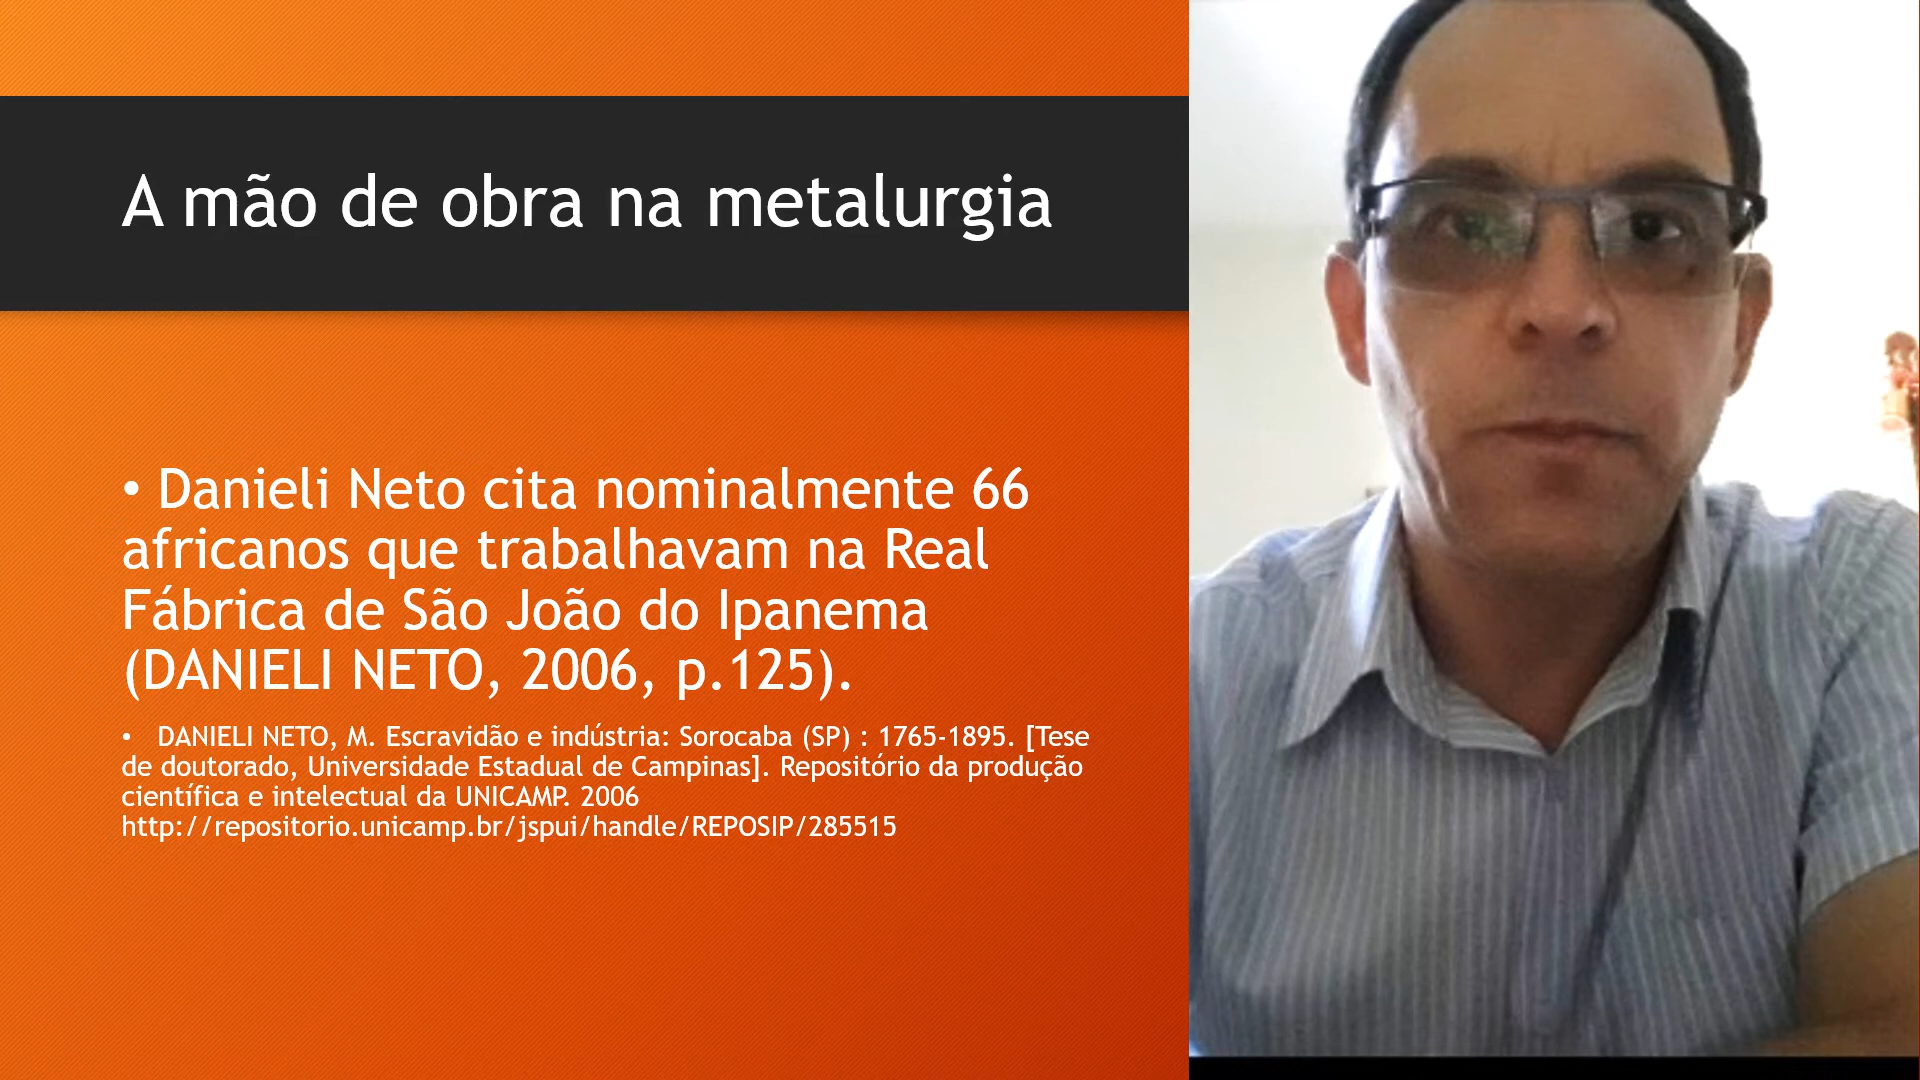 A mão de obra na metalurgia
• Danieli Neto cita nominalmente 66
africanos que trabalhavam na Real
Fábrica de São João do Ipanema
(DANIELI NETO, 2006, p.125).
• DANIELI NETO, M. Escravidão e indústria: Sorocaba (SP) : 1765-1895. [Tese
de doutorado, Universidade Estadual de Campinas]. Repositório da produção
científica e intelectual da UNICAMP. 2006
http://repositorio.unicamp.br/jspui/handle/REPOSIP/285515